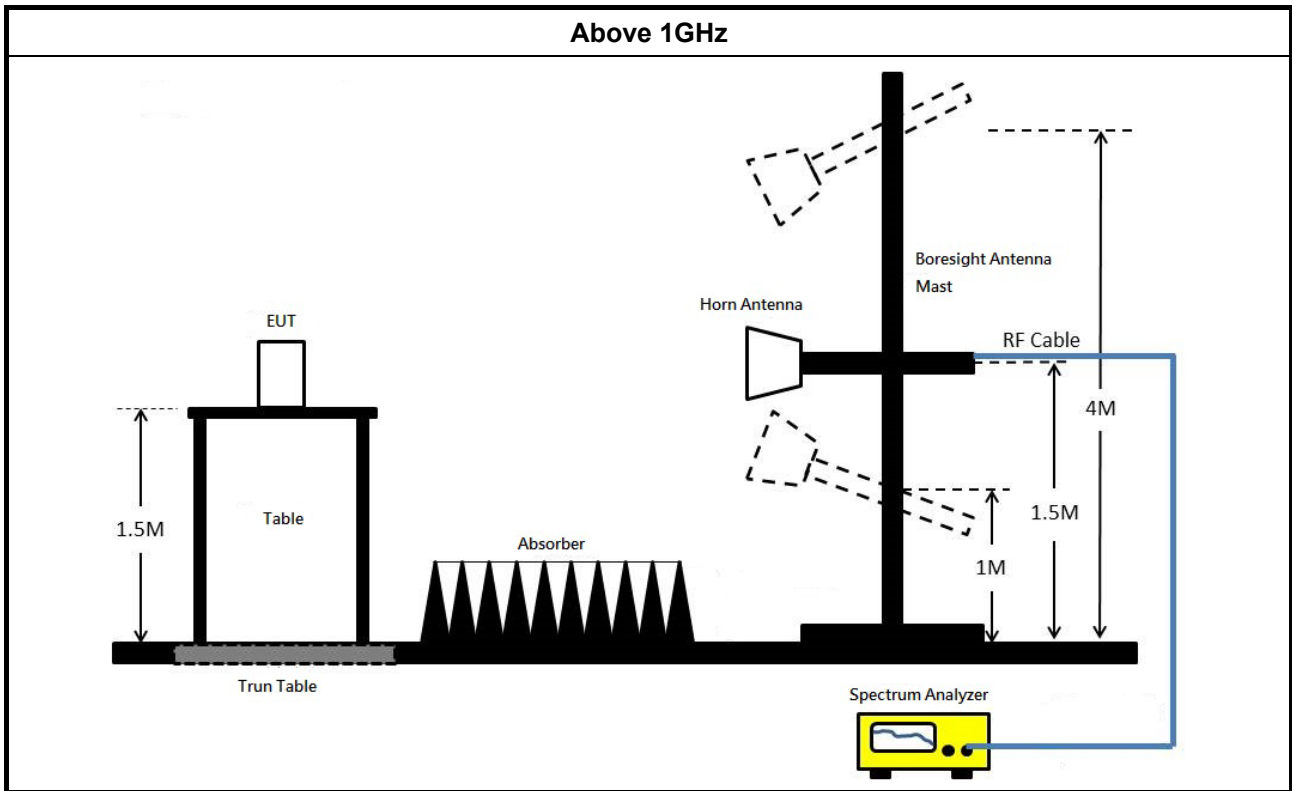 Above 1GHz
Boresight Antenna
Mast
Horn Antenna
EUT
RF Cable
4M
1.5M
Table
1.5M
Absorber
1M
Trun Table
Spectrum Analyzer